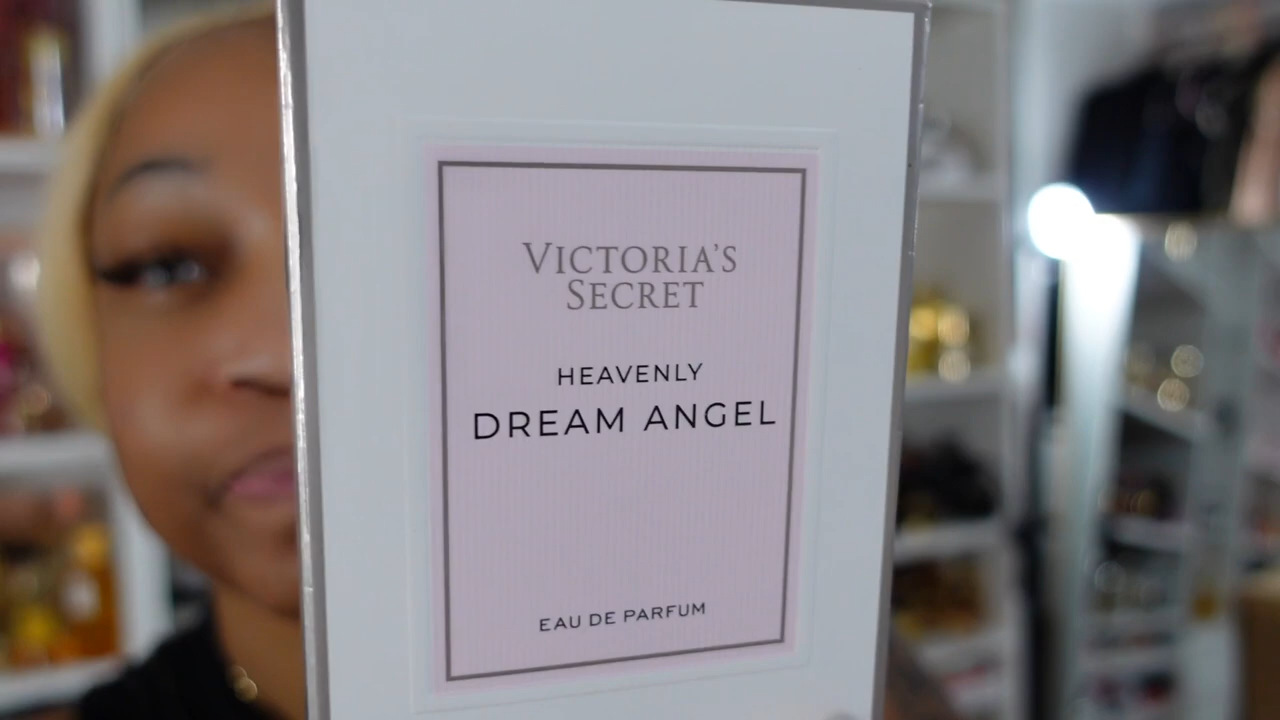 VICTORIA'S
SECRET
HEAVENLY
DREAM ANGEL
EAU DE PARFUM